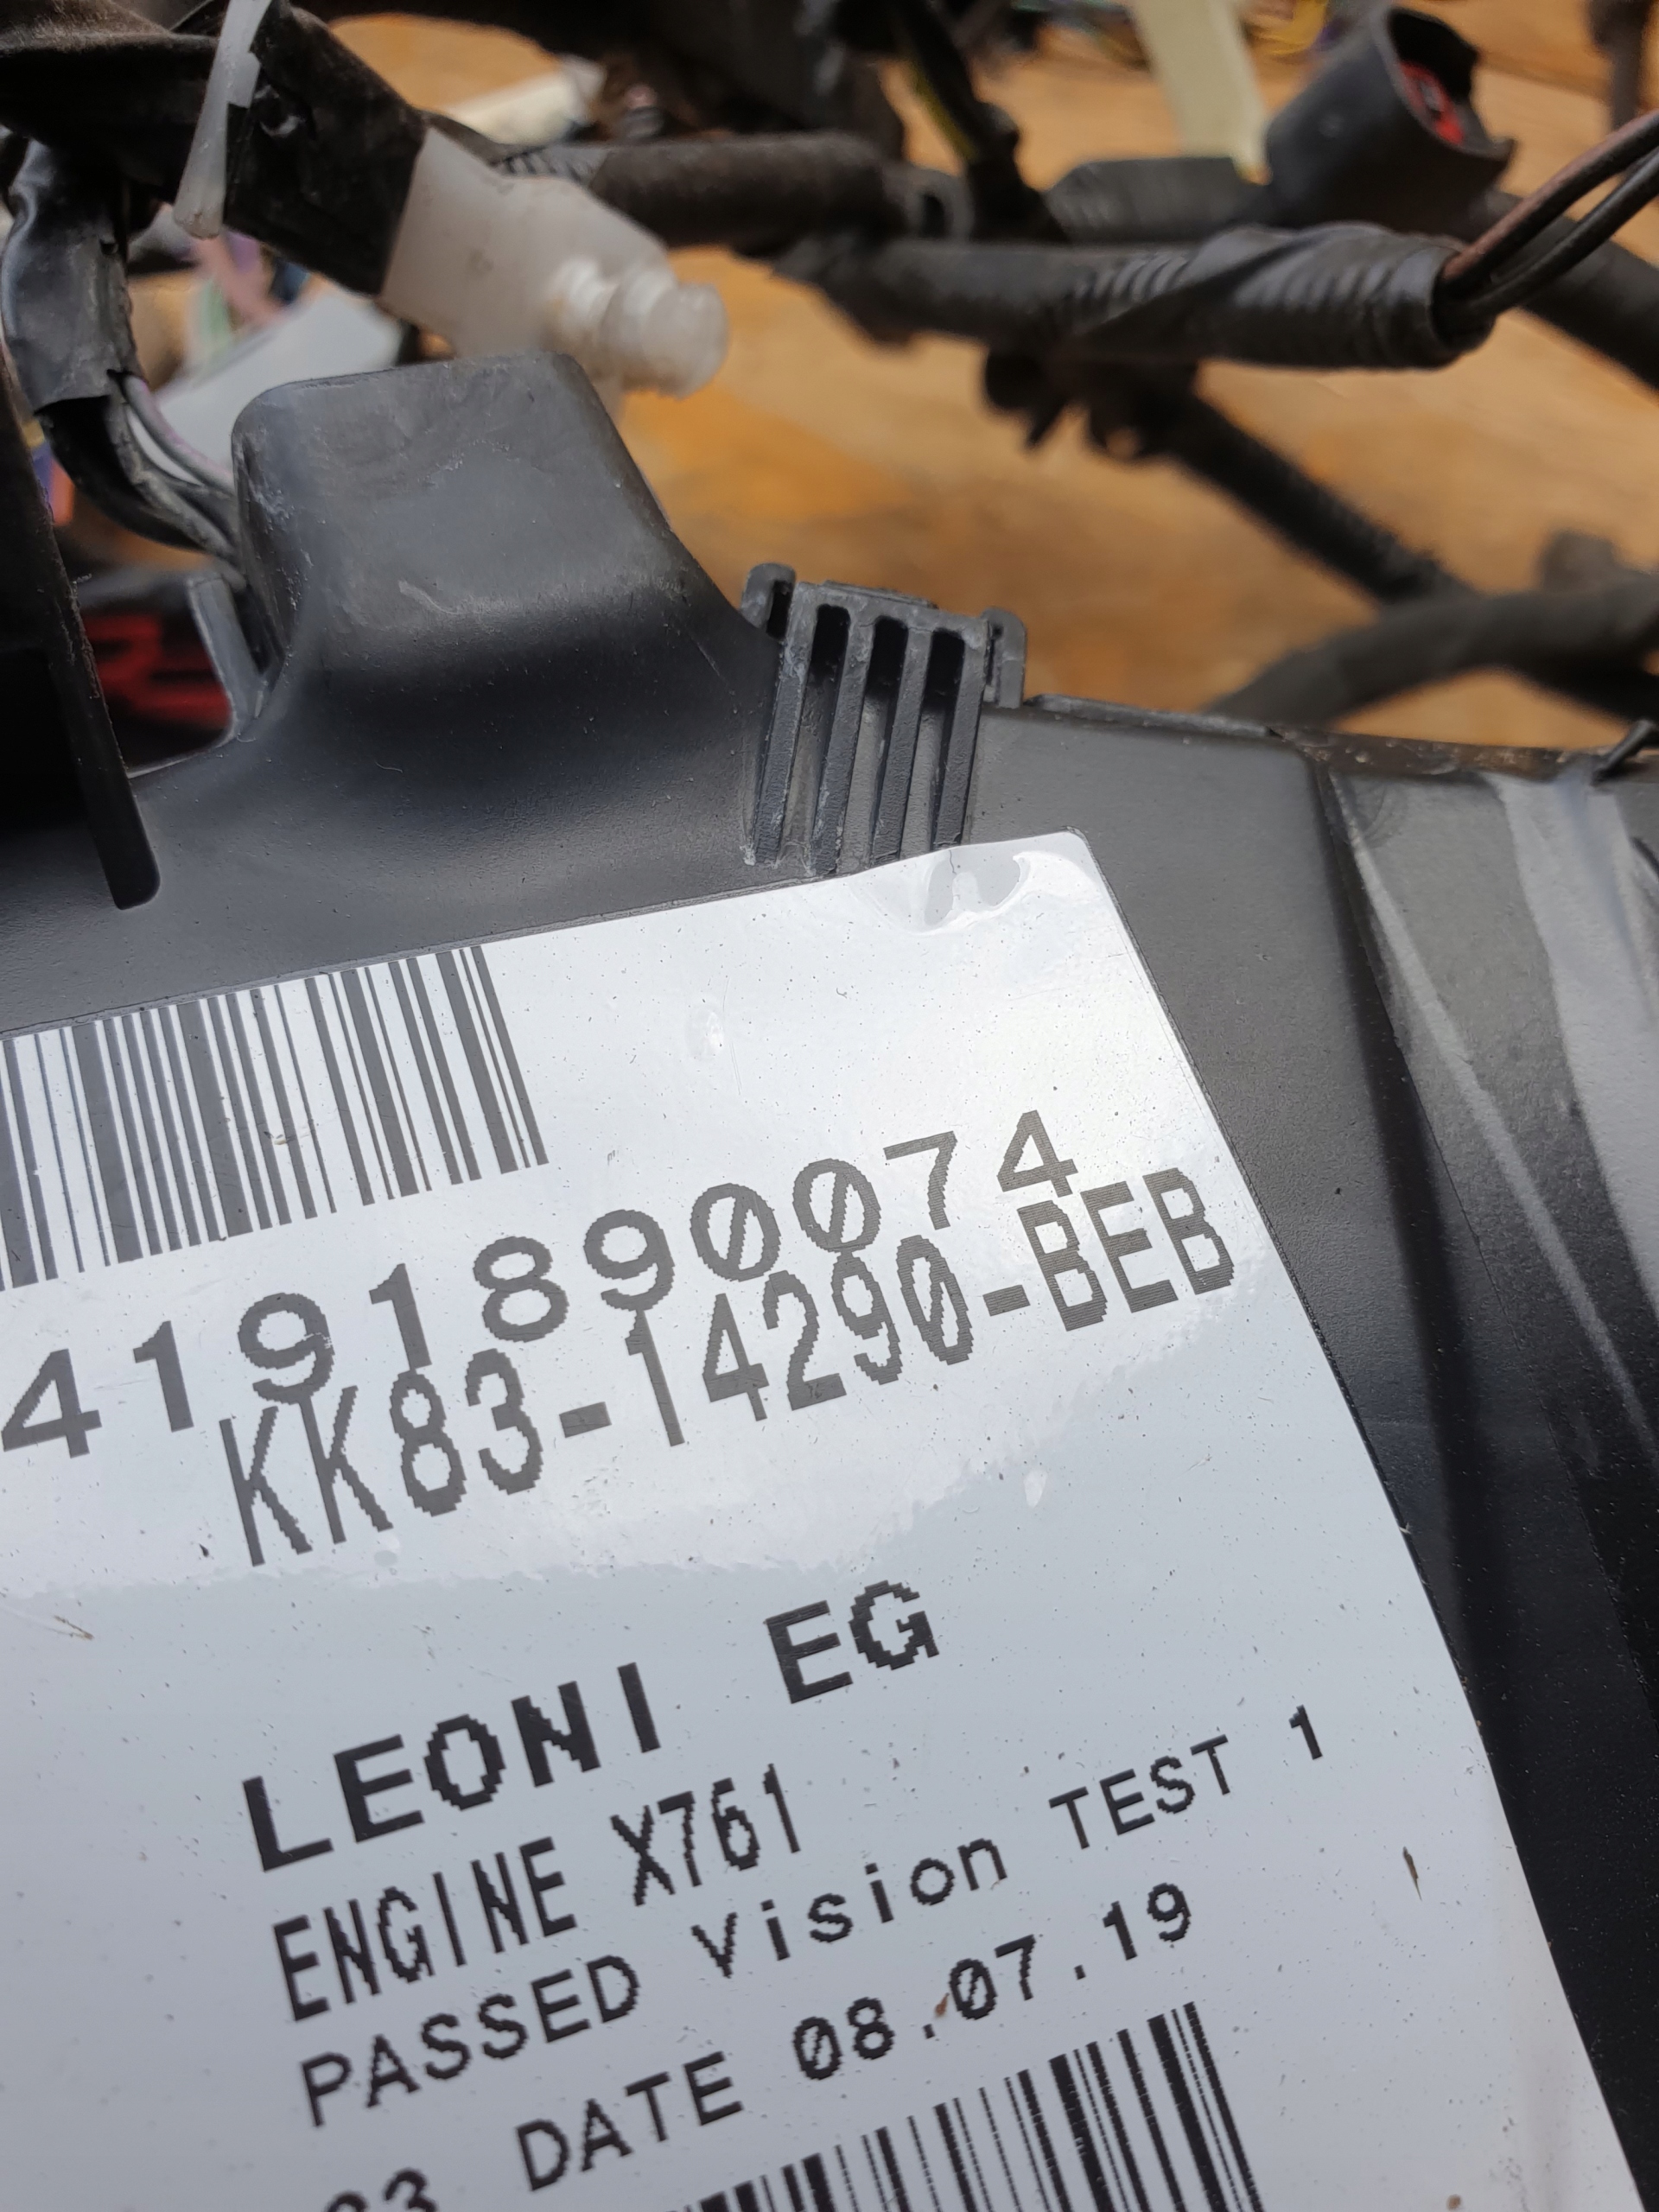 4191890074
KK83-14290-BEB
LEONI EG
ENGINE X761
PASSED Vision TEST 1
DATE 08.07.19